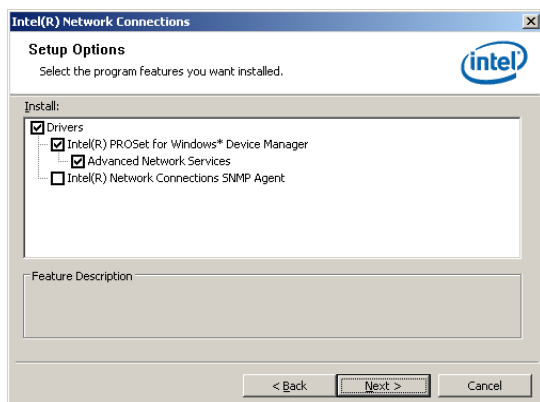 Intel(R) Network Connections
Setup Options
Select the program features you want installed.
intel
Install:
Drivers
Intel(R) PROSet for Windows* Device Manager
Advanced Network Services
Intel(R) Network Connections SNMP Agent
Feature Description
< Back
Next >
Cancel